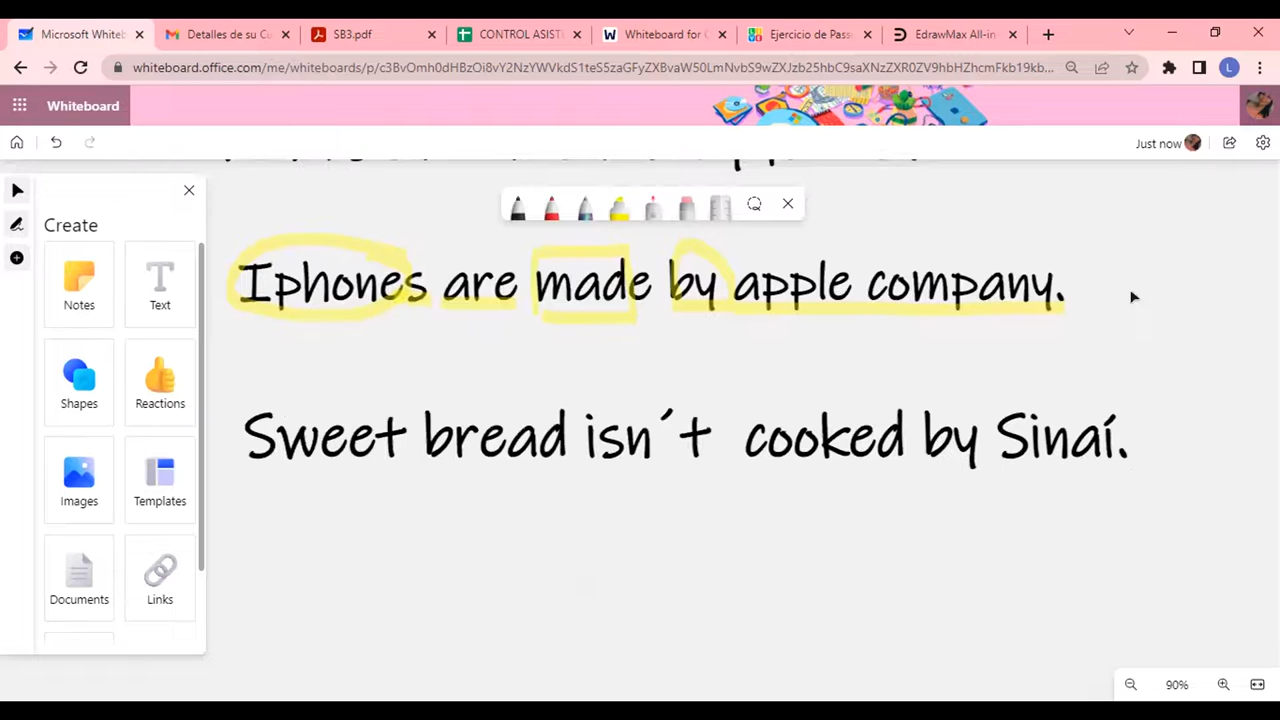 Microsoft Whiteb
Detalles de su Cu
SB3.pdf
CONTROL ASIST
Whiteboard for C
Ejercicio de Pass
EdrawMax All-in
L
Whiteboard
Just now
Create
Notes
Text
Shapes
Reactions
Images
Templates
Documents
Links
Iphones are made by apple company.
Sweet bread isn´t cooked by Sinaí.
90%